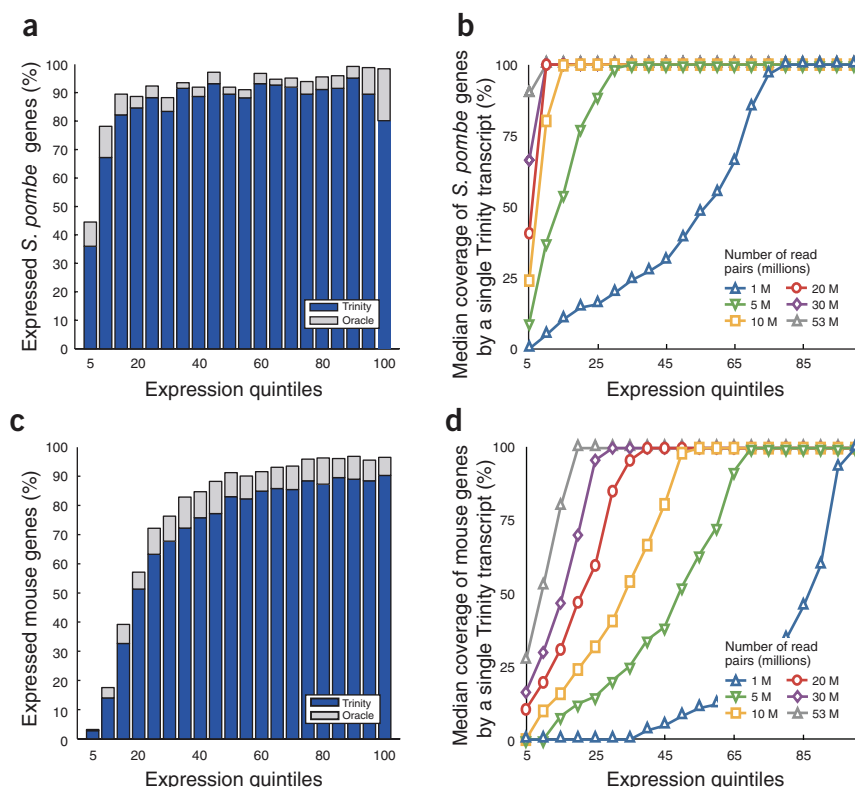 a
Expressed S. pombe genes (%)
100
90
80
70
60
50
40
30
20
10
0
Trinity
Oracle
5
20
40
60
80
100
Expression quintiles
b
Median coverage of S. pombe genes
by a single Trinity transcript (%)
100
75
50
25
0
Number of read
pairs (millions)
1 M
20 M
5 M
30 M
10 M
53 M
5
25
45
65
85
Expression quintiles
c
Expressed mouse genes (%)
100
90
80
70
60
50
40
30
20
10
0
Trinity
Oracle
5
20
40
60
80
100
Expression quintiles
d
Median coverage of mouse genes
by a single Trinity transcript (%)
100
75
50
25
0
Number of read
pairs (millions)
1 M
20 M
5 M
30 M
10 M
53 M
5
25
45
65
85
Expression quintiles